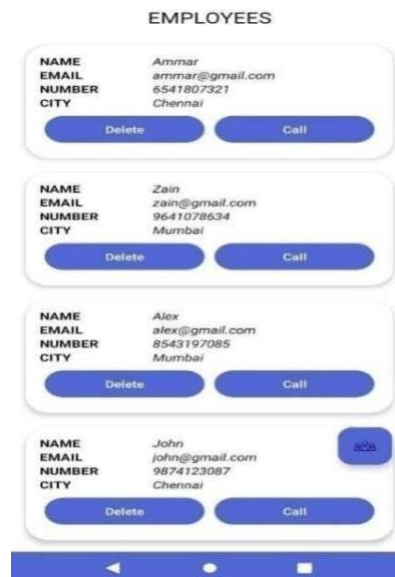 EMPLOYEES
NAME Ammar
EMAIL ammar@gmail.com
NUMBER 6541807321
CITY Chennai
Delete Call
NAME Zain
EMAIL zain@gmail.com
NUMBER 9641078634
CITY Mumbai
Delete Call
NAME Alex
EMAIL alex@gmail.com
NUMBER 8543197085
CITY Mumbai
Delete Call
NAME John
EMAIL john@gmail.com
NUMBER 9874123087
CITY Chennai
Delete Call